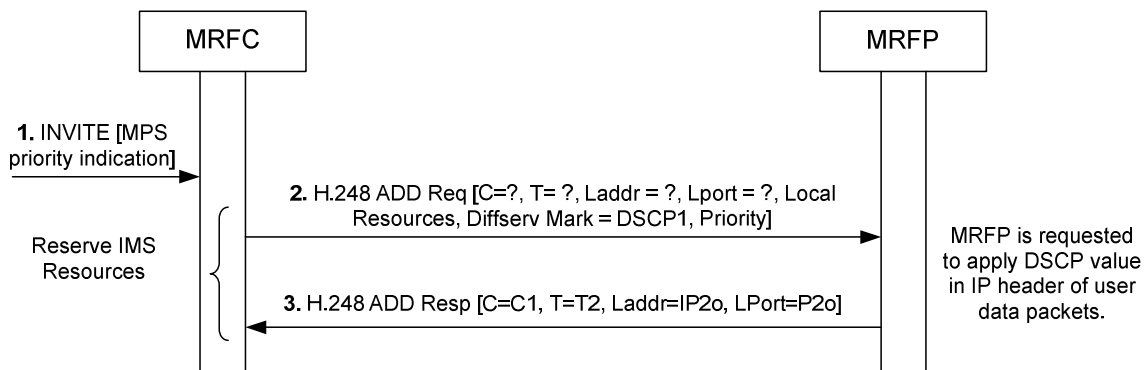 MRFC
MRFP
1. INVITE [MPS
priority indication]
2. H.248 ADD Req [C=?, T= ?, Laddr = ?, Lport = ?, Local
Resources, Diffserv Mark = DSCP1, Priority]
Reserve IMS
Resources
MRFP is requested
to apply DSCP value
in IP header of user
data packets.
3. H.248 ADD Resp [C=C1, T=T2, Laddr=IP2o, LPort=P2o]